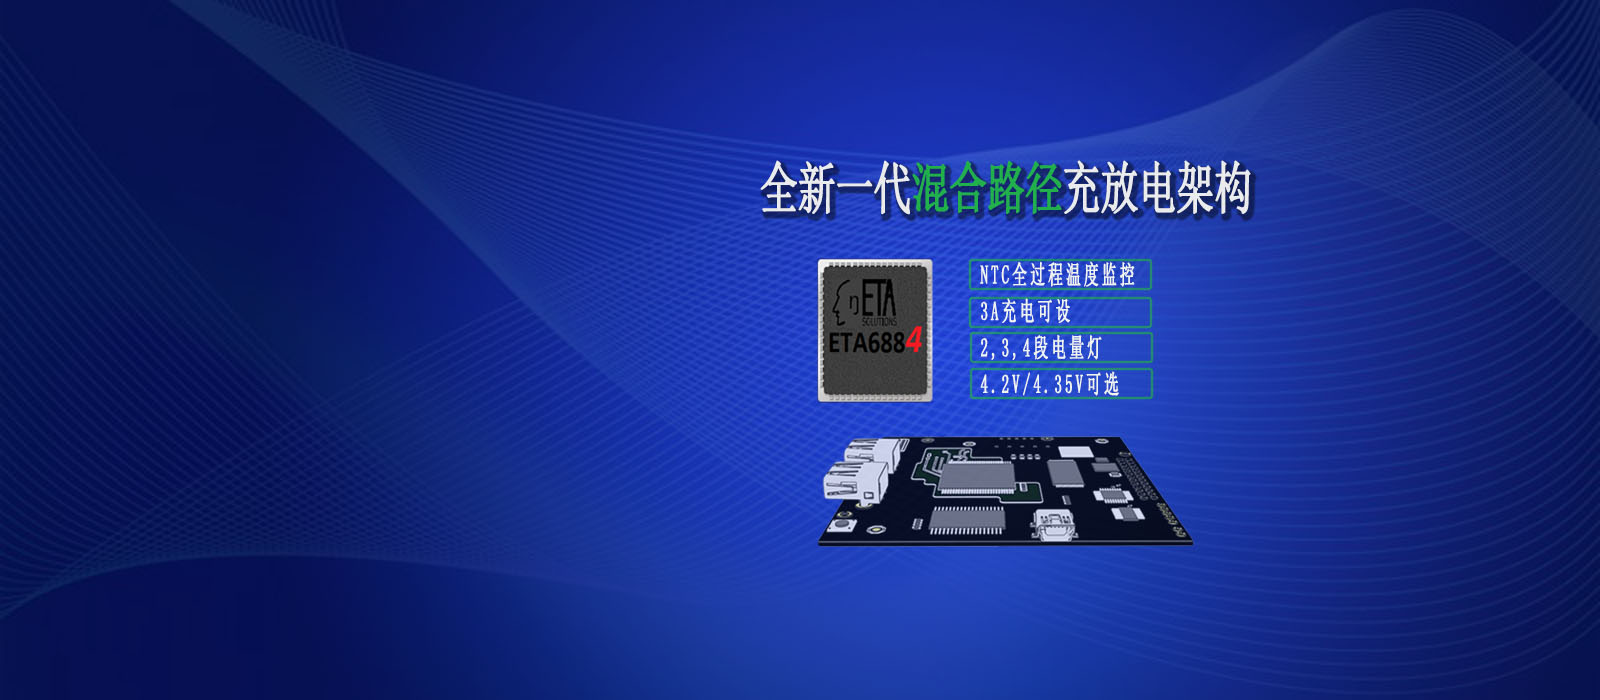 全新一代混合路径充放电架构
ηETA
SOLUTIONS
ETA6884
NTC全过程温度监控
3A充电可设
2,3,4段电量灯
4.2V/4.35V可选